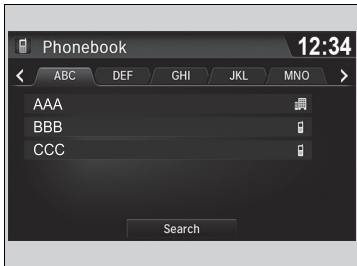 Phonebook 12:34
ABC DEF GHI JKL MNO
AAA
BBB
CCC
Search